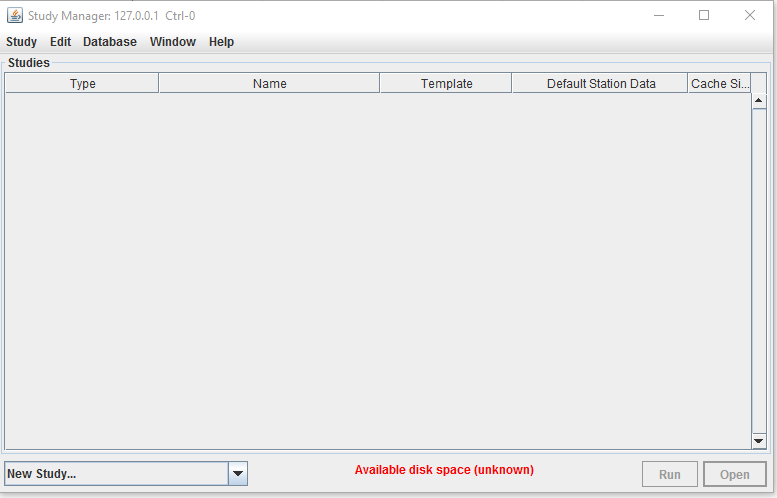 Study Manager: 127.0.0.1 Ctrl-0
Study Edit Database Window Help
Studies
Type Name Template Default Station Data Cache Si...
New Study... Available disk space (unknown) Run Open